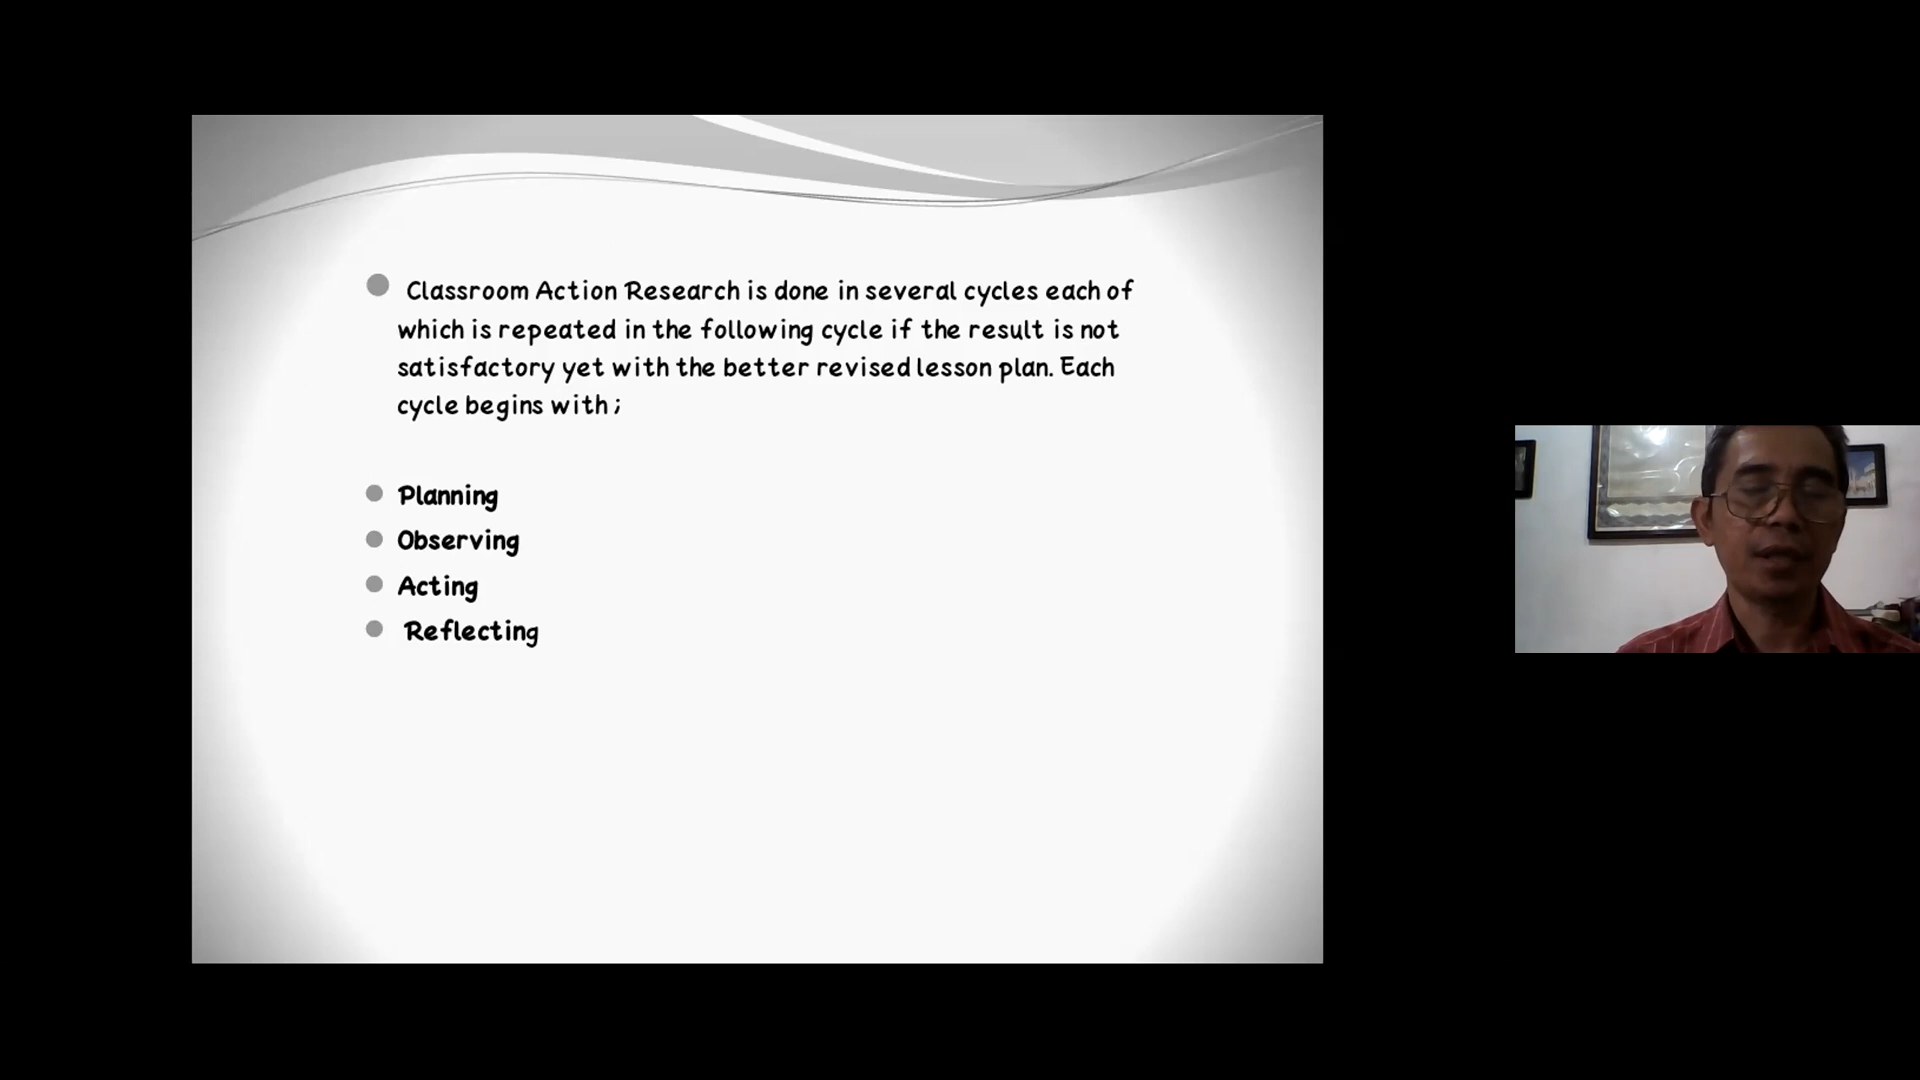 Classroom Action Research is done in several cycles each of
which is repeated in the following cycle if the result is not
satisfactory yet with the better revised lesson plan. Each
cycle begins with ;
Planning
Observing
Acting
Reflecting